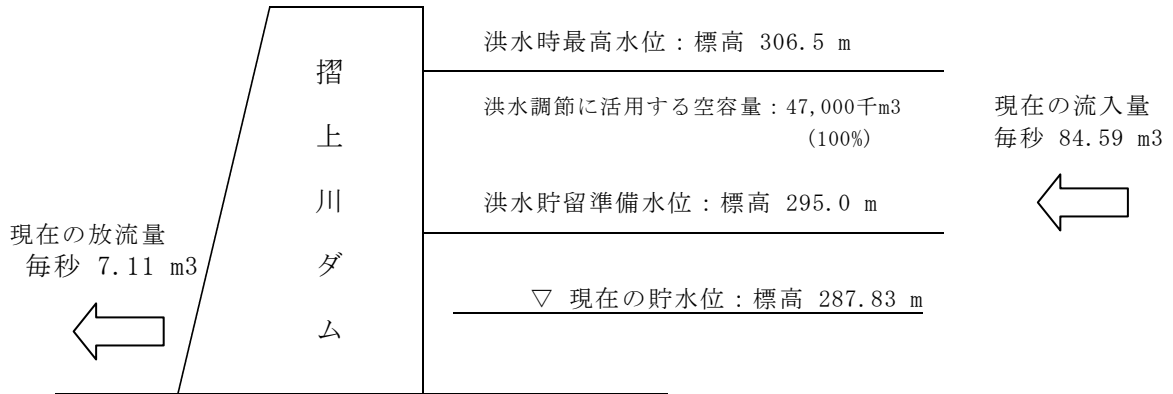 洪水時最高水位：標高 306.5 m
摺上川ダム
洪水調節に活用する空容量：47,000千m3
(100%)
現在の流入量
毎秒 84.59 m3
洪水貯留準備水位：標高 295.0 m
現在の放流量
毎秒 7.11 m3
▽ 現在の貯水位：標高 287.83 m